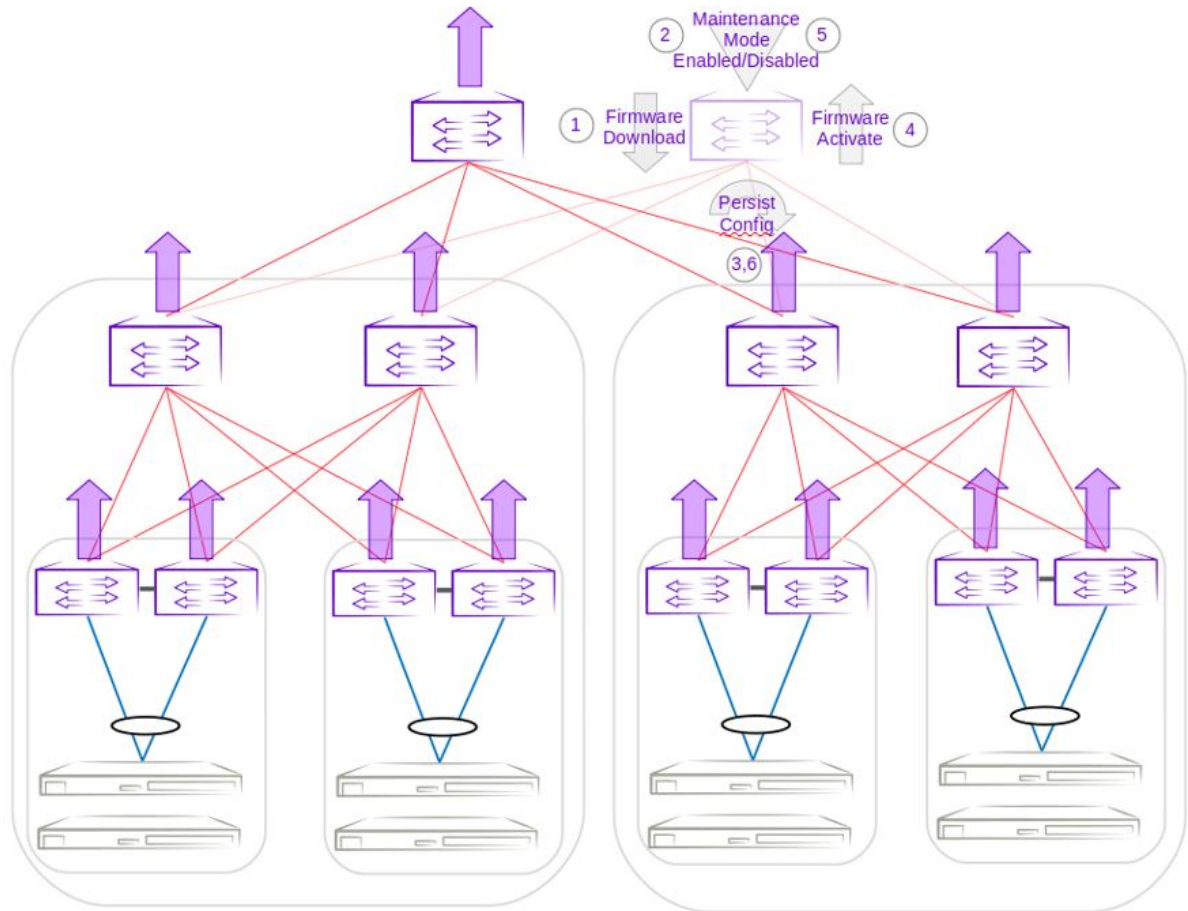 2
Maintenance
Mode
Enabled/Disabled
5
1
Firmware
Download
Firmware
Activate
4
Persist
Config
3,6